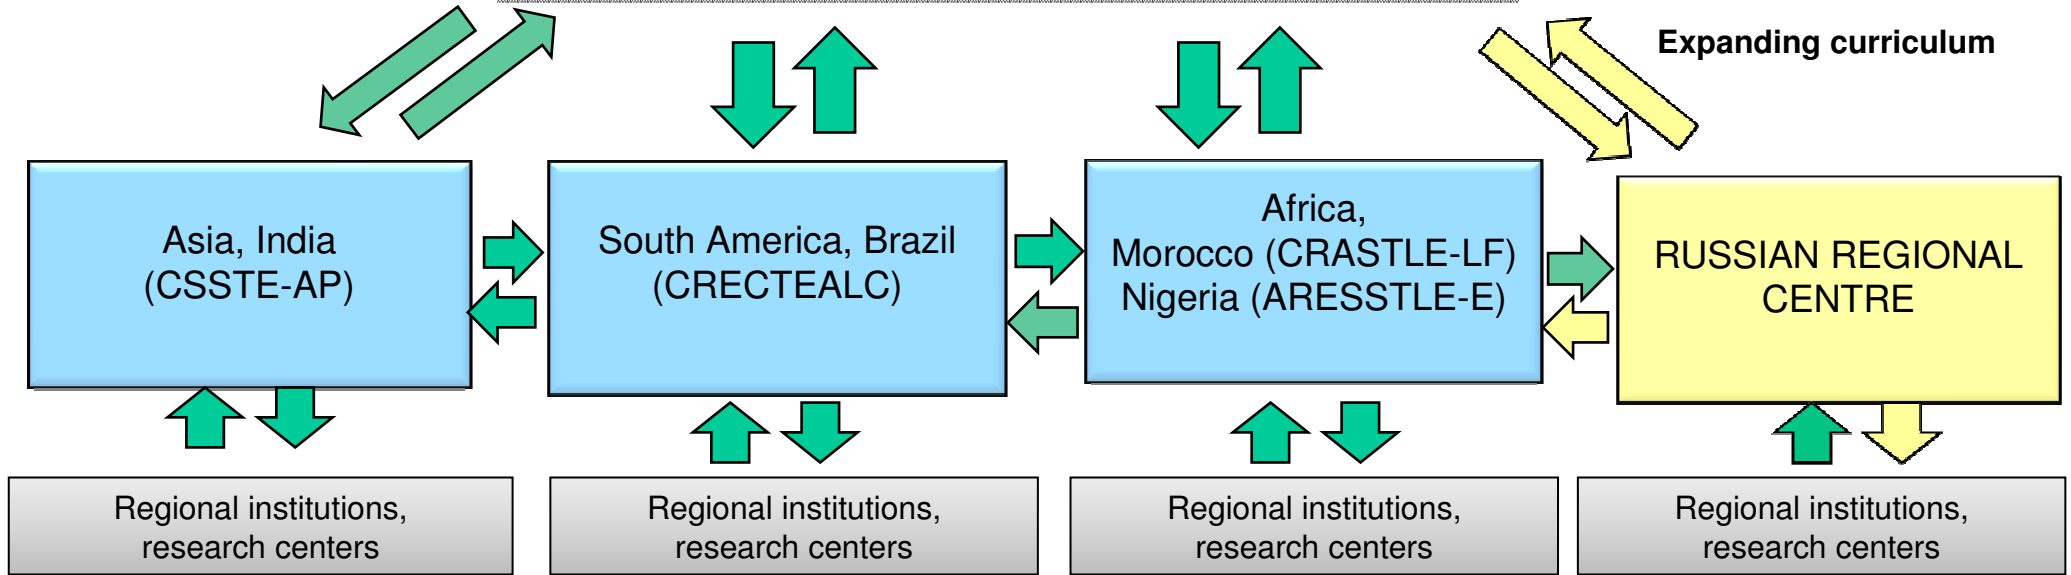 Expanding curriculum
Asia, India
(CSSTE-AP)
South America, Brazil
(CRECTEALC)
Africa,
Morocco (CRASTLE-LF)
Nigeria (ARESSTLE-E)
RUSSIAN REGIONAL
CENTRE
Regional institutions,
research centers
Regional institutions,
research centers
Regional institutions,
research centers
Regional institutions,
research centers